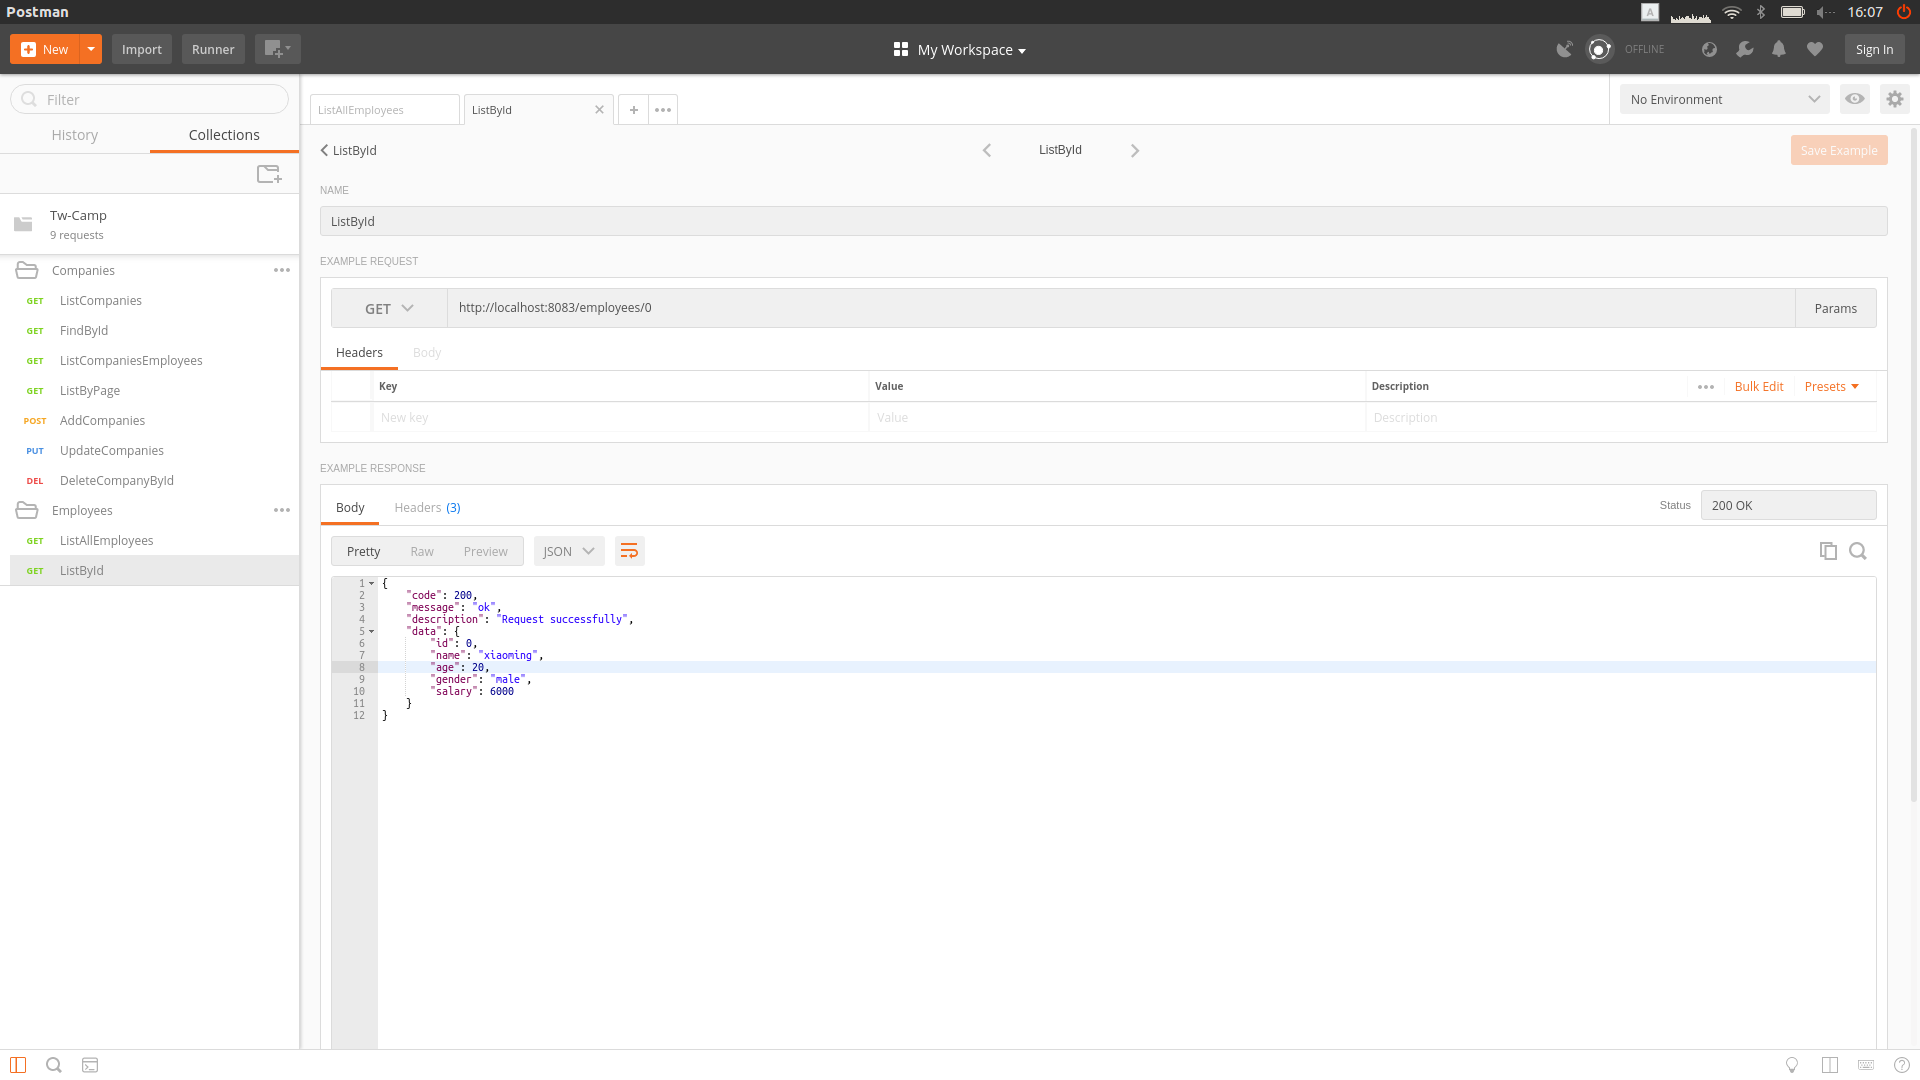 Postman
A
16:07
New
Import
Runner
My Workspace
OFFLINE
Sign In
Filter
History
Collections
Tw-Camp
9 requests
Companies
GET ListCompanies
GET FindById
GET ListCompaniesEmployees
GET ListByPage
POST AddCompanies
PUT UpdateCompanies
DEL DeleteCompanyById
Employees
GET ListAllEmployees
GET ListById
ListAllEmployees
ListById
No Environment
ListById
ListById
Save Example
NAME
ListById
EXAMPLE REQUEST
GET
http://localhost:8083/employees/0
Params
Headers
Body
Key
Value
Description
Bulk Edit
Presets
New key
Value
Description
EXAMPLE RESPONSE
Body
Headers (3)
Status
200 OK
Pretty
Raw
Preview
JSON
1 {
2 "code": 200,
3 "message": "ok",
4 "description": "Request successfully",
5 "data": {
6 "id": 0,
7 "name": "xiaoming",
8 "age": 20,
9 "gender": "male",
10 "salary": 6000
11 }
12 }